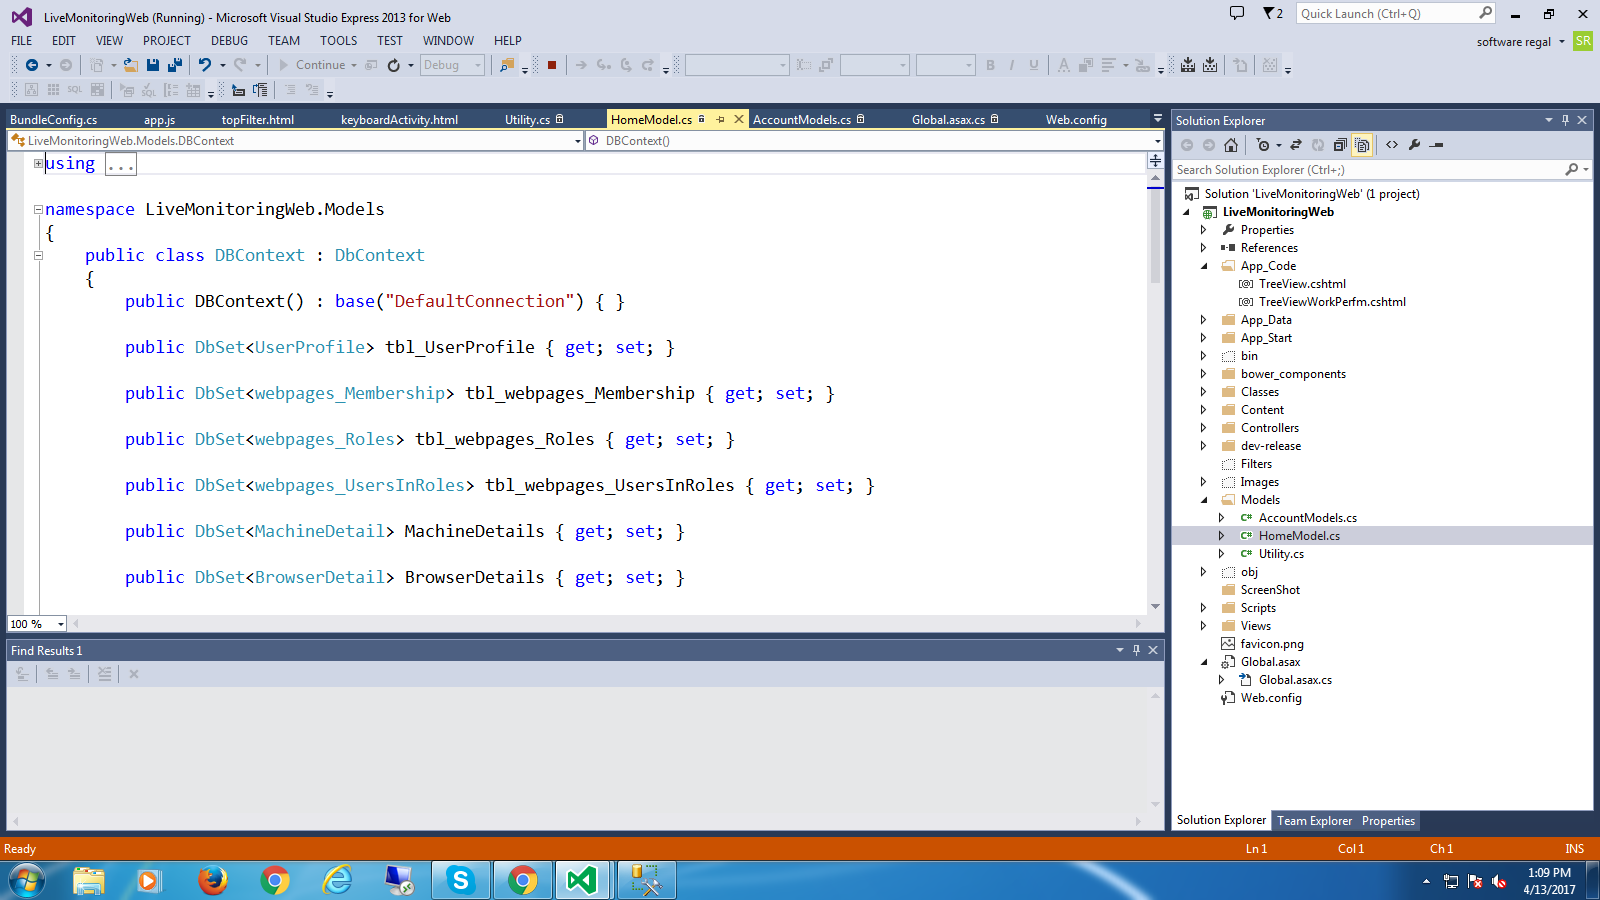 LiveMonitoringWeb (Running) - Microsoft Visual Studio Express 2013 for Web
2
Quick Launch (Ctrl+Q)
FILE EDIT VIEW PROJECT DEBUG TEAM TOOLS TEST WINDOW HELP
software regal SR
Continue Debug
B I U A
SQL SQL
BundleConfig.cs app.js topFilter.html keyboardActivity.html Utility.cs HomeModel.cs AccountModels.cs Global.asax.cs Web.config
LiveMonitoringWeb.Models.DBContext DBContext()
using ...
namespace LiveMonitoringWeb.Models
{
public class DBContext : DbContext
{
public DBContext() : base("DefaultConnection") { }
public DbSet<UserProfile> tbl_UserProfile { get; set; }
public DbSet<webpages_Membership> tbl_webpages_Membership { get; set; }
public DbSet<webpages_Roles> tbl_webpages_Roles { get; set; }
public DbSet<webpages_UsersInRoles> tbl_webpages_UsersInRoles { get; set; }
public DbSet<MachineDetail> MachineDetails { get; set; }
public DbSet<BrowserDetail> BrowserDetails { get; set; }
100 %
Find Results 1
Solution Explorer
Search Solution Explorer (Ctrl+;)
Solution 'LiveMonitoringWeb' (1 project)
LiveMonitoringWeb
Properties
References
App_Code
TreeView.cshtml
TreeViewWorkPerfm.cshtml
App_Data
App_Start
bin
bower_components
Classes
Content
Controllers
dev-release
Filters
Images
Models
C# AccountModels.cs
C# HomeModel.cs
C# Utility.cs
obj
ScreenShot
Scripts
Views
favicon.png
Global.asax
Global.asax.cs
Web.config
Solution Explorer Team Explorer Properties
Ready Ln 1 Col 1 Ch 1 INS
1:09 PM
4/13/2017